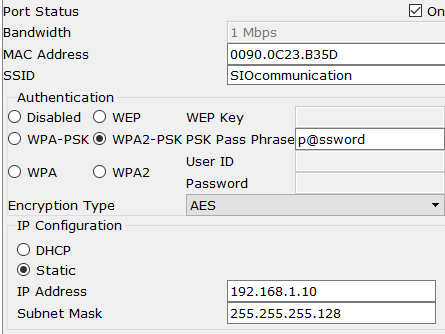 Port Status On
Bandwidth 1 Mbps
MAC Address 0090.0C23.B35D
SSID SIOcommunication
Authentication
Disabled WEP WEP Key
WPA-PSK WPA2-PSK PSK Pass Phrase p@ssword
User ID
WPA WPA2
Password
Encryption Type AES
IP Configuration
DHCP
Static
IP Address 192.168.1.10
Subnet Mask 255.255.255.128